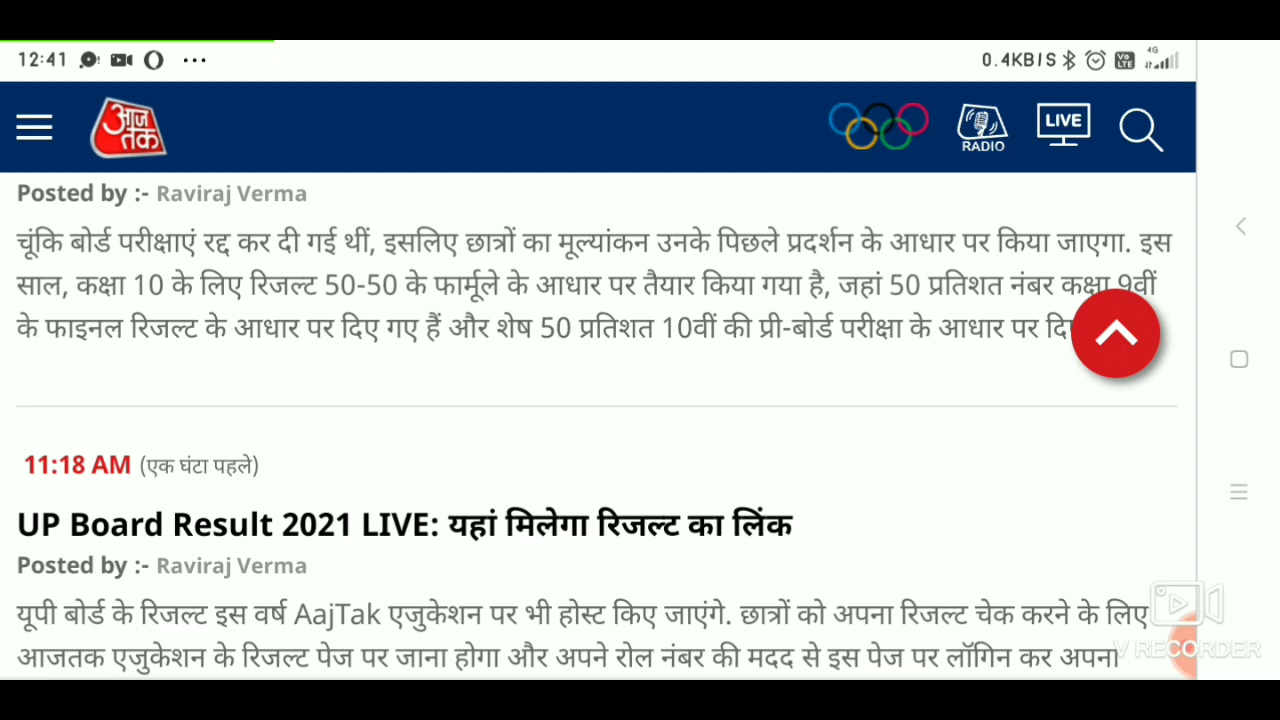 12:41 0.4KB/S Vo LTE 4G
आज तक RADIO LIVE
Posted by :- Raviraj Verma
चूंकि बोर्ड परीक्षाएं रद्द कर दी गई थीं, इसलिए छात्रों का मूल्यांकन उनके पिछले प्रदर्शन के आधार पर किया जाएगा. इस
साल, कक्षा 10 के लिए रिजल्ट 50-50 के फार्मूले के आधार पर तैयार किया गया है, जहां 50 प्रतिशत नंबर कक्षा 9वीं
के फाइनल रिजल्ट के आधार पर दिए गए हैं और शेष 50 प्रतिशत 10वीं की प्री-बोर्ड परीक्षा के आधार पर
11:18 AM (एक घंटा पहले)
UP Board Result 2021 LIVE: यहां मिलेगा रिजल्ट का लिंक
Posted by :- Raviraj Verma
यूपी बोर्ड के रिजल्ट इस वर्ष AajTak एजुकेशन पर भी होस्ट किए जाएंगे. छात्रों को अपना रिजल्ट चेक करने के लिए
आजतक एजुकेशन के रिजल्ट पेज पर जाना होगा और अपने रोल नंबर की मदद से इस पेज पर लॉगिन कर अपना
V RECORDER